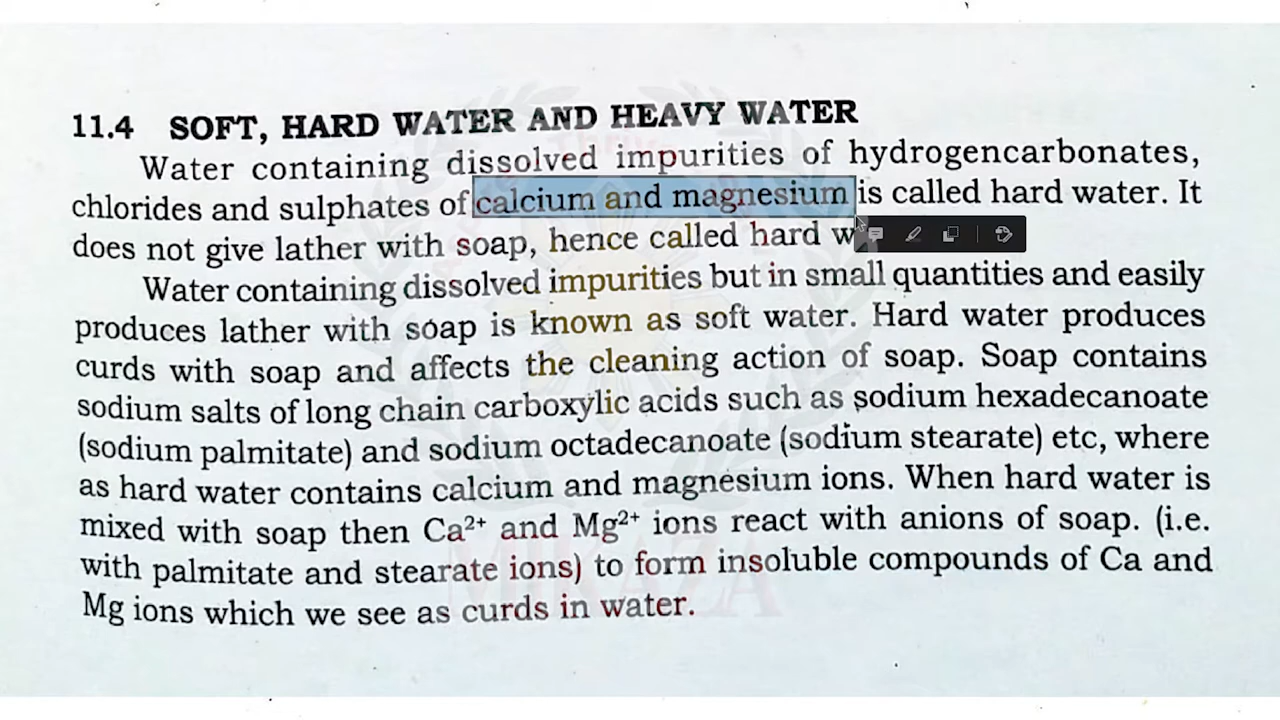 11.4 SOFT, HARD WATER AND HEAVY WATER
Water containing dissolved impurities of hydrogencarbonates,
chlorides and sulphates of calcium and magnesium is called hard water. It
does not give lather with soap, hence called hard w
Water containing dissolved impurities but in small quantities and easily
produces lather with soap is known as soft water. Hard water produces
curds with soap and affects the cleaning action of soap. Soap contains
sodium salts of long chain carboxylic acids such as sodium hexadecanoate
(sodium palmitate) and sodium octadecanoate (sodium stearate) etc, where
as hard water contains calcium and magnesium ions. When hard water is
mixed with soap then Ca²⁺ and Mg²⁺ ions react with anions of soap. (i.e.
with palmitate and stearate ions) to form insoluble compounds of Ca and
Mg ions which we see as curds in water.
MIKAZA